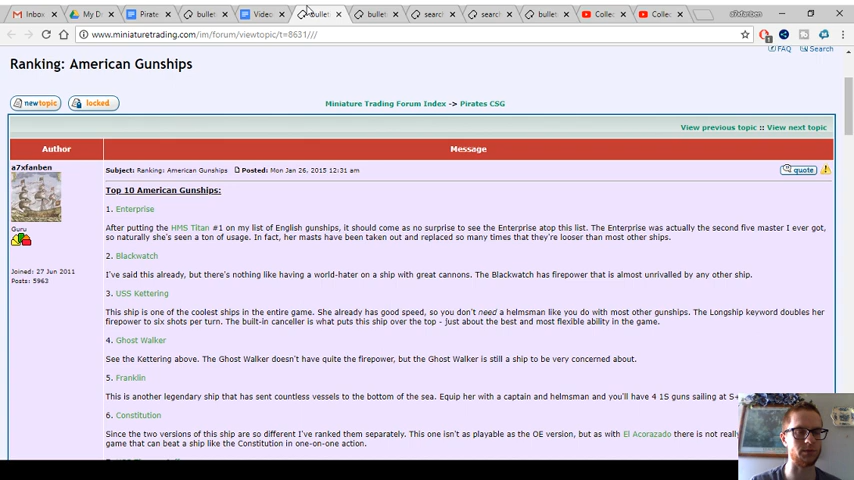 Inbox
My D
Pirate
bullet
Video
bullet
bullet
search
search
bullet
Collec
Collec
a7xfanben
www.miniaturetrading.com/im/forum/viewtopic/t=8631///
FAQ Search
Ranking: American Gunships
new topic locked
Miniature Trading Forum Index -> Pirates CSG
View previous topic :: View next topic
Author Message
a7xfanben
Guru
Joined: 27 Jun 2011
Posts: 5963
Subject: Ranking: American Gunships Posted: Mon Jan 26, 2015 12:31 am
quote
Top 10 American Gunships:
1. Enterprise
After putting the HMS Titan #1 on my list of English gunships, it should come as no surprise to see the Enterprise atop this list. The Enterprise was actually the second five master I ever got,
so naturally she's seen a ton of usage. In fact, her masts have been taken out and replaced so many times that they're looser than most other ships.
2. Blackwatch
I've said this already, but there's nothing like having a world-hater on a ship with great cannons. The Blackwatch has firepower that is almost unrivalled by any other ship.
3. USS Kettering
This ship is one of the coolest ships in the entire game. She already has good speed, so you don't need a helmsman like you do with most other gunships. The Longship keyword doubles her
firepower to six shots per turn. The built-in canceller is what puts this ship over the top - just about the best and most flexible ability in the game.
4. Ghost Walker
See the Kettering above. The Ghost Walker doesn't have quite the firepower, but the Ghost Walker is still a ship to be very concerned about.
5. Franklin
This is another legendary ship that has sent countless vessels to the bottom of the sea. Equip her with a captain and helmsman and you'll have 4 1S guns sailing at S+
6. Constitution
Since the two versions of this ship are so different I've ranked them separately. This one isn't as playable as the OE version, but as with El Acorazado there is not really
game that can beat a ship like the Constitution in one-on-one action.